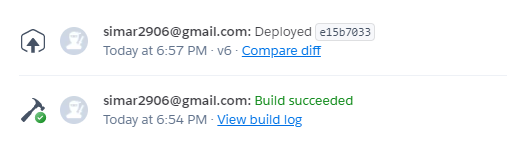 simar2906@gmail.com: Deployed e15b7033
Today at 6:57 PM · v6 · Compare diff
simar2906@gmail.com: Build succeeded
Today at 6:54 PM · View build log